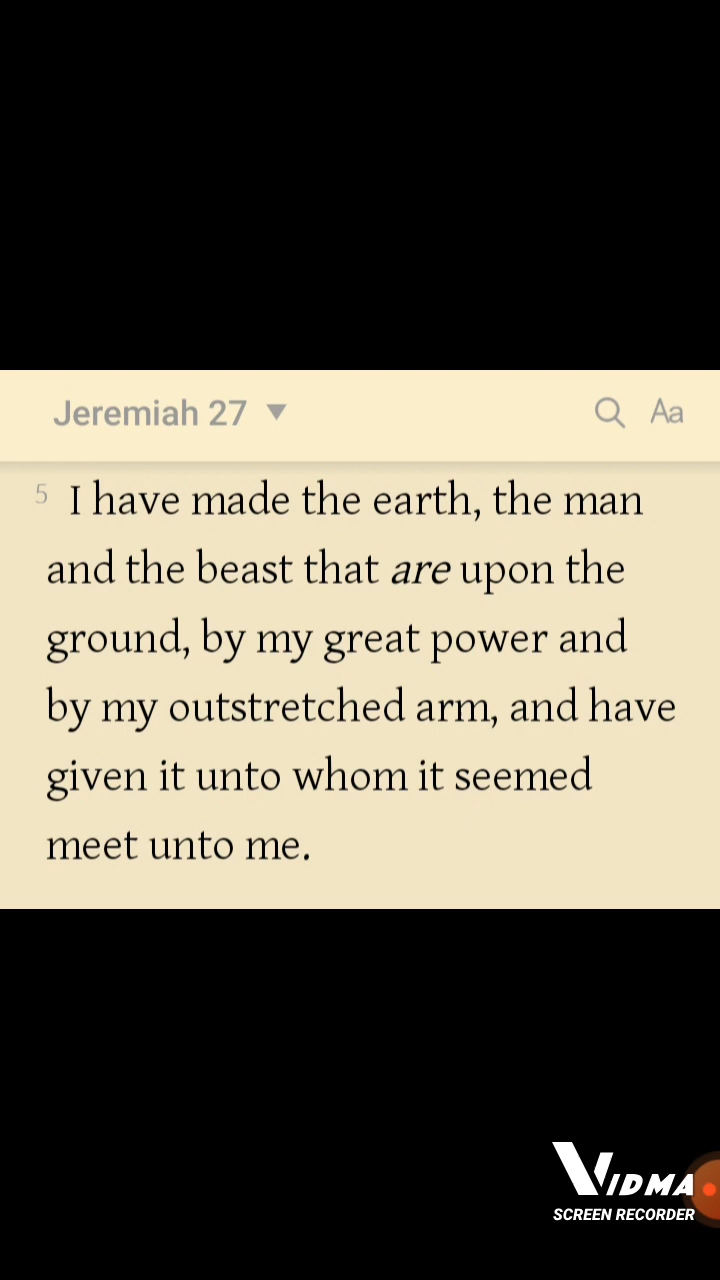 Jeremiah 27 ▼ Aa
5 I have made the earth, the man
and the beast that are upon the
ground, by my great power and
by my outstretched arm, and have
given it unto whom it seemed
meet unto me.
VIDMA
SCREEN RECORDER